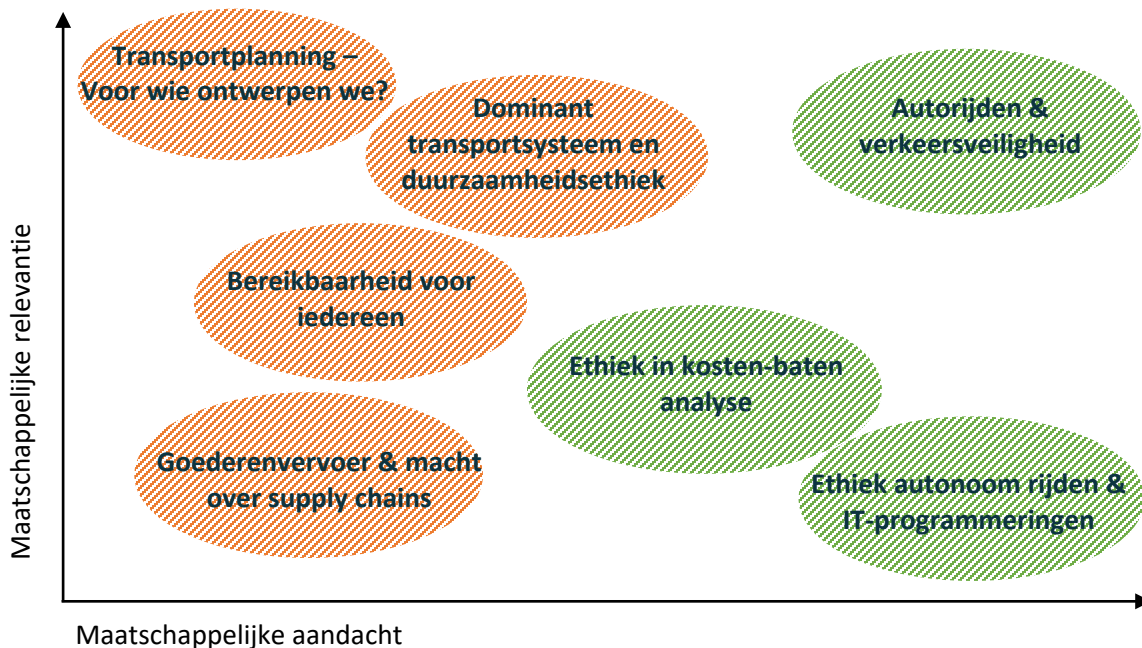 Transportplanning –
Voor wie ontwerpen we?
Dominant
transportsysteem en
duurzaamheidsethiek
Autorijden &
verkeersveiligheid
Bereikbaarheid voor
iedereen
Ethiek in kosten-baten
analyse
Goederenvervoer & macht
over supply chains
Ethiek autonoom rijden &
IT-programmeringen
Maatschappelijke relevantie
Maatschappelijke aandacht